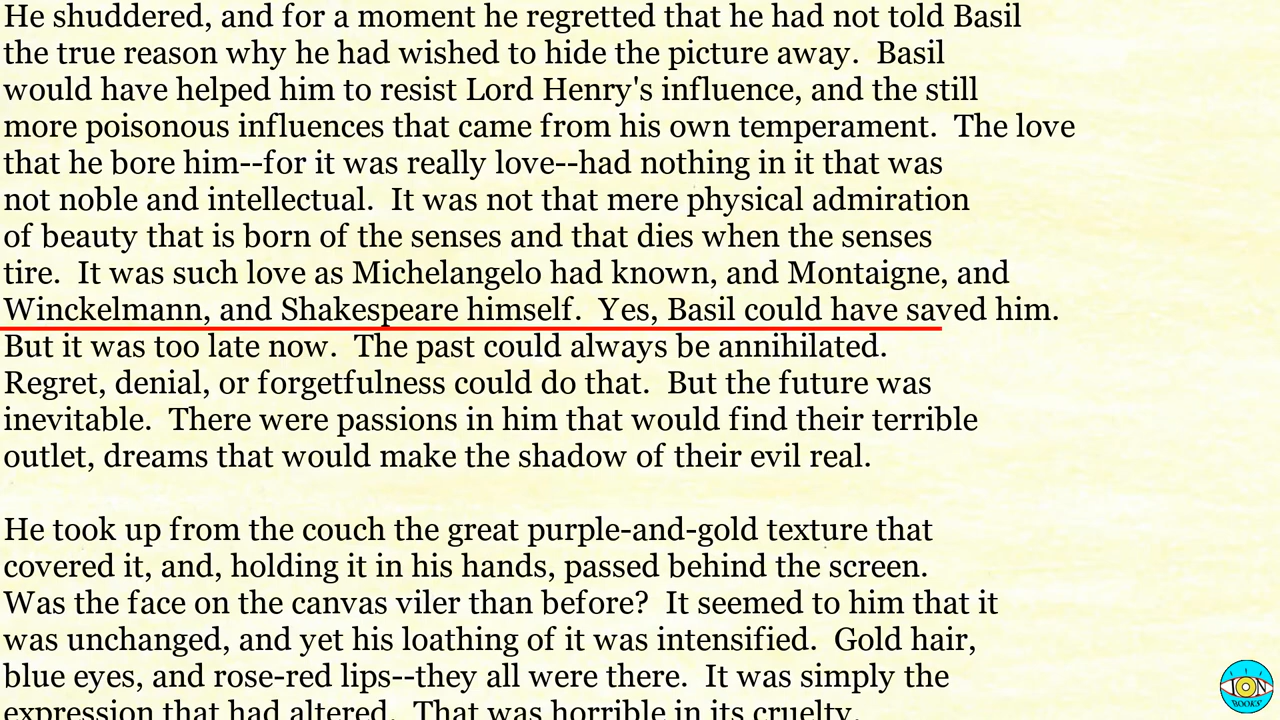 He shuddered, and for a moment he regretted that he had not told Basil
the true reason why he had wished to hide the picture away.  Basil
would have helped him to resist Lord Henry's influence, and the still
more poisonous influences that came from his own temperament.  The love
that he bore him--for it was really love--had nothing in it that was
not noble and intellectual.  It was not that mere physical admiration
of beauty that is born of the senses and that dies when the senses
tire.  It was such love as Michelangelo had known, and Montaigne, and
Winckelmann, and Shakespeare himself.  Yes, Basil could have saved him.
But it was too late now.  The past could always be annihilated.
Regret, denial, or forgetfulness could do that.  But the future was
inevitable.  There were passions in him that would find their terrible
outlet, dreams that would make the shadow of their evil real.
He took up from the couch the great purple-and-gold texture that
covered it, and, holding it in his hands, passed behind the screen.
Was the face on the canvas viler than before?  It seemed to him that it
was unchanged, and yet his loathing of it was intensified.  Gold hair,
blue eyes, and rose-red lips--they all were there.  It was simply the
expression that had altered.  That was horrible in its cruelty.
ION
BOOKS